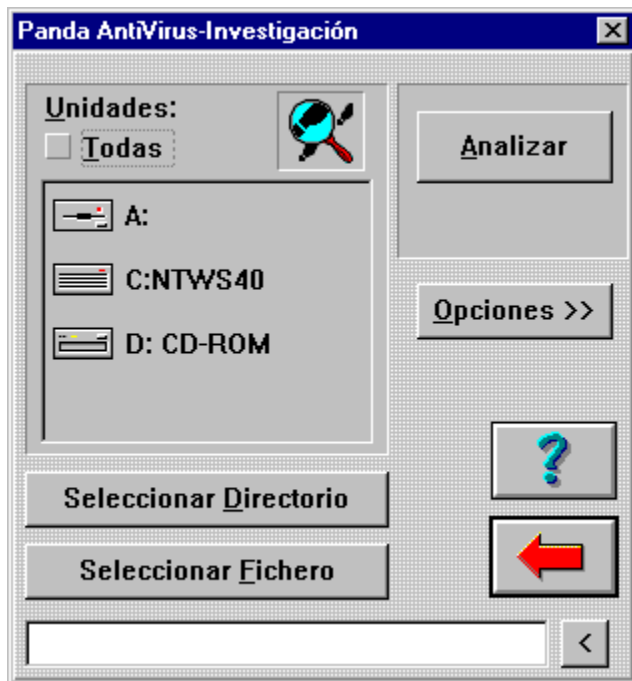 Panda AntiVirus-Investigación
Unidades:
Todas
Analizar
A:
C:NTWS40
D: CD-ROM
Opciones >>
?
Seleccionar Directorio
Seleccionar Fichero
<